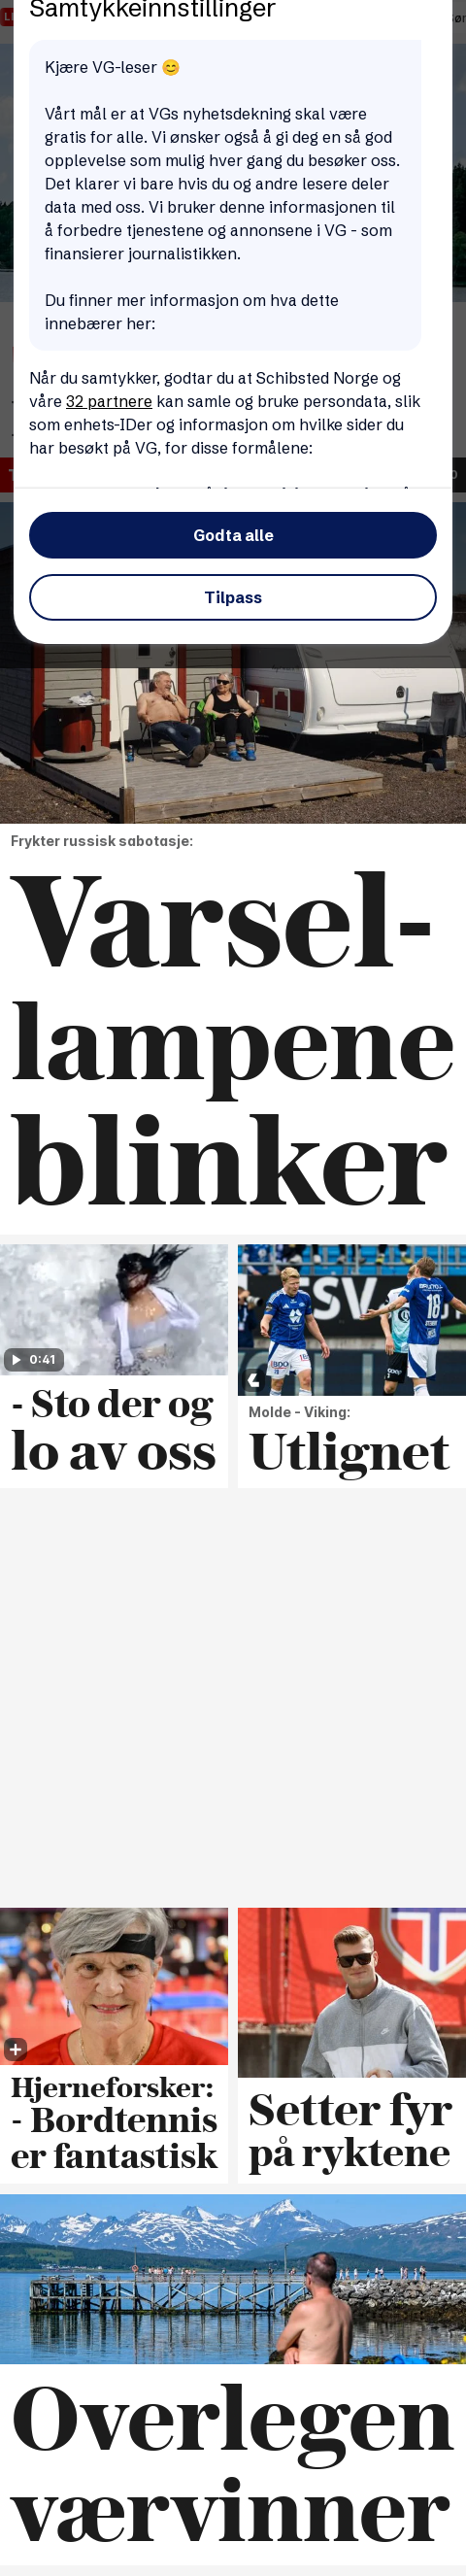 Samtykkeinnstillinger
Kjære VG-leser 😊
Vårt mål er at VGs nyhetsdekning skal være
gratis for alle. Vi ønsker også å gi deg en så god
opplevelse som mulig hver gang du besøker oss.
Det klarer vi bare hvis du og andre lesere deler
data med oss. Vi bruker denne informasjonen til
å forbedre tjenestene og annonsene i VG - som
finansierer journalistikken.
Du finner mer informasjon om hva dette
innebærer her:
Når du samtykker, godtar du at Schibsted Norge og
våre 32 partnere kan samle og bruke persondata, slik
som enhets-IDer og informasjon om hvilke sider du
har besøkt på VG, for disse formålene:
Godta alle
Tilpass
Frykter russisk sabotasje:
Varsel-
lampene
blinker
0:41
- Sto der og
lo av oss
18
Molde - Viking:
Utlignet
Hjerneforsker:
- Bordtennis
er fantastisk
Setter fyr
på ryktene
Overlegen
værvinner